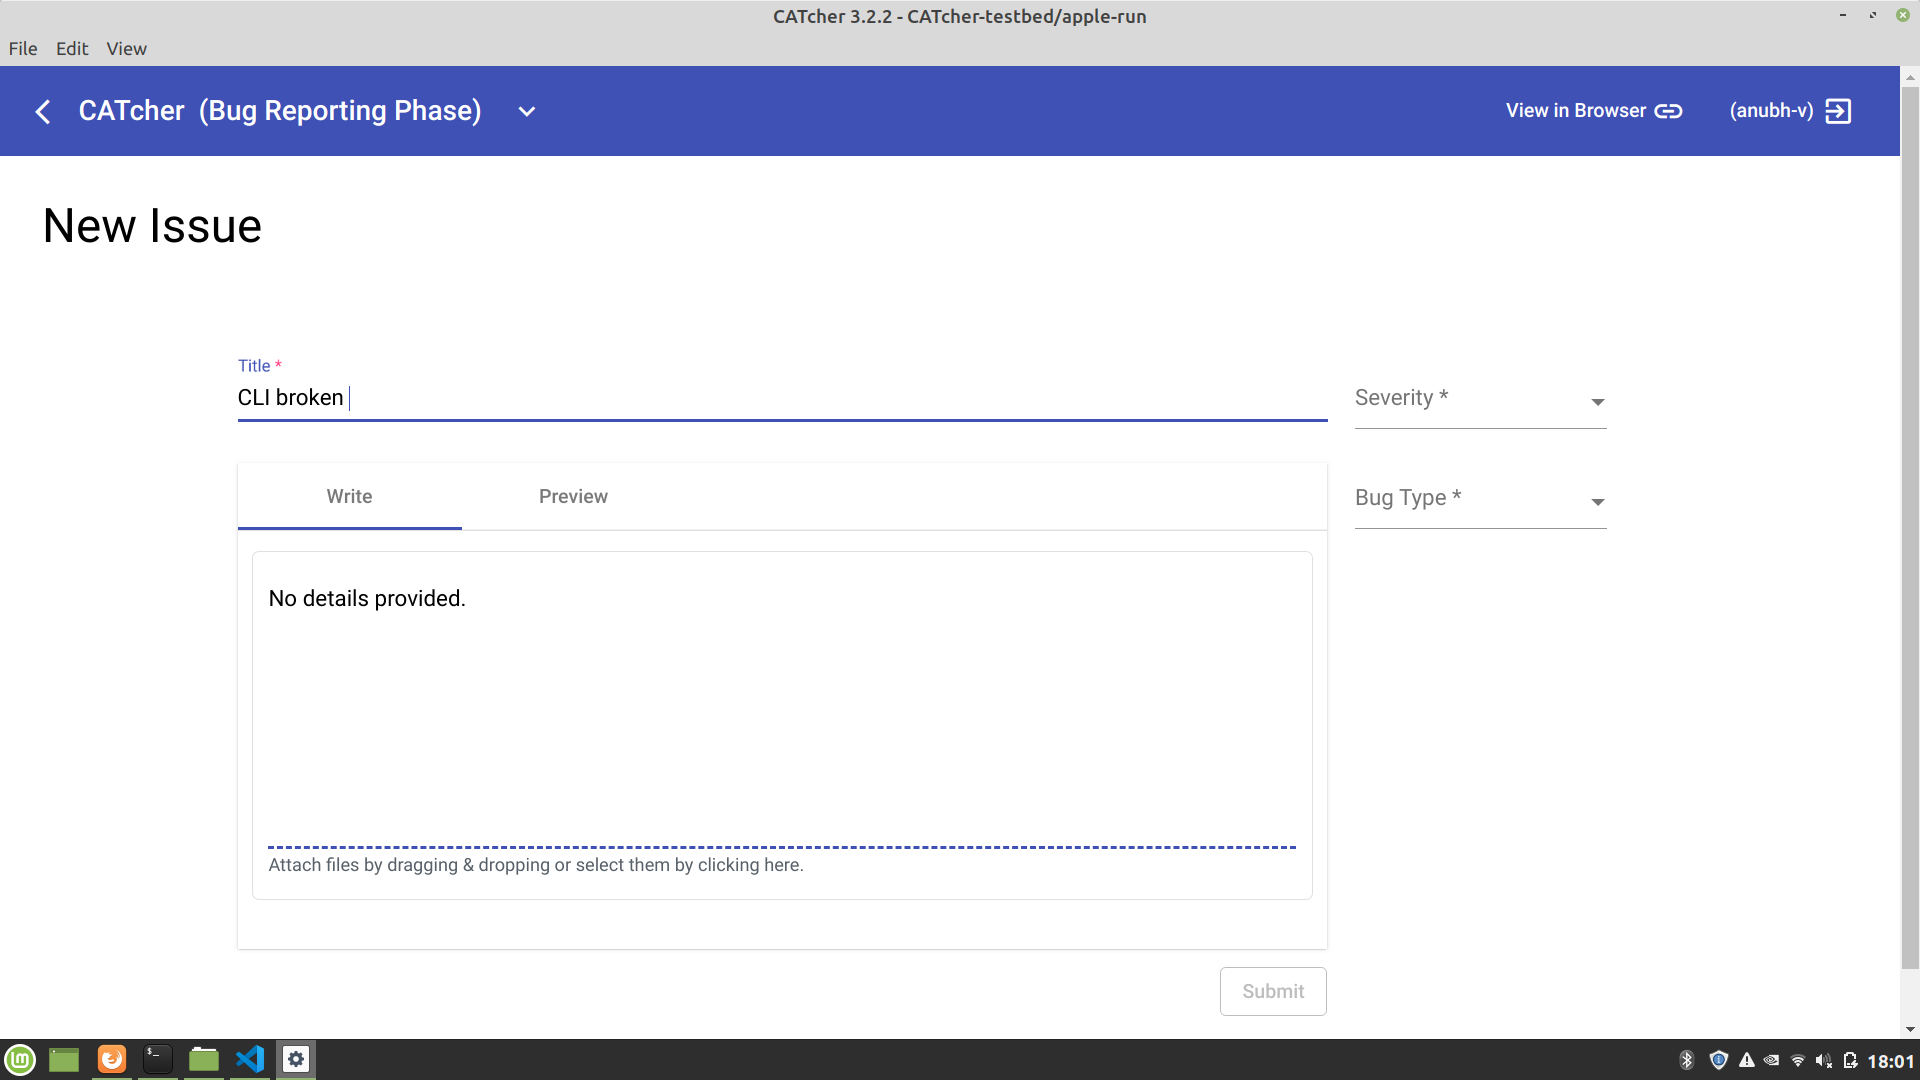 CATcher 3.2.2 - CATcher-testbed/apple-run
File Edit View
CATcher (Bug Reporting Phase)
View in Browser
(anubh-v)
New Issue
Title *
CLI broken
Severity *
Write
Preview
Bug Type *
No details provided.
Attach files by dragging & dropping or select them by clicking here.
Submit
18:01